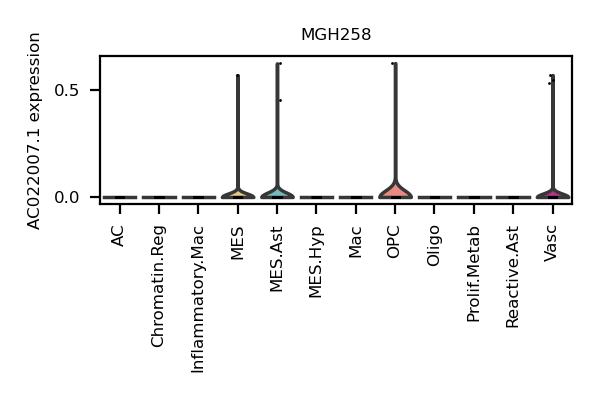 MGH258
AC022007.1 expression
0.5
0.0
AC
Chromatin.Reg
Inflammatory.Mac
MES
MES.Ast
MES.Hyp
Mac
OPC
Oligo
Prolif.Metab
Reactive.Ast
Vasc